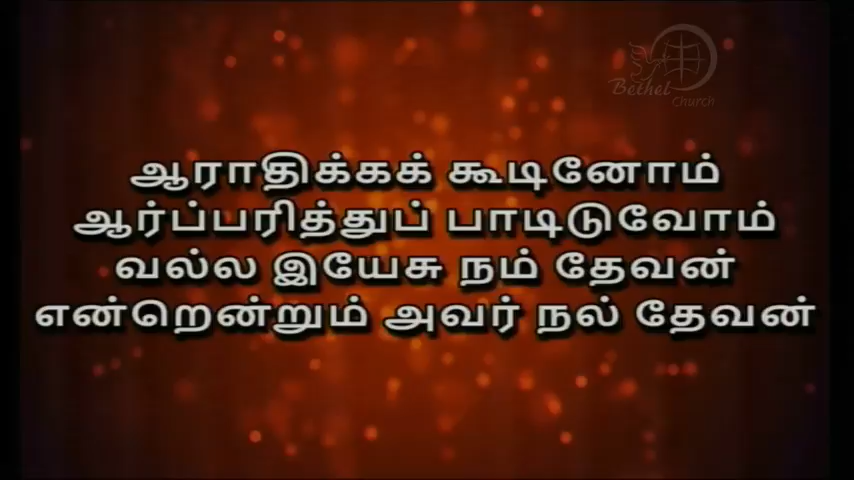 Bethel
Church
ஆராதிக்கக் கூடினோம்
ஆர்ப்பரித்துப் பாடிடுவோம்
வல்ல இயேசு நம் தேவன்
என்றென்றும் அவர் நல் தேவன்